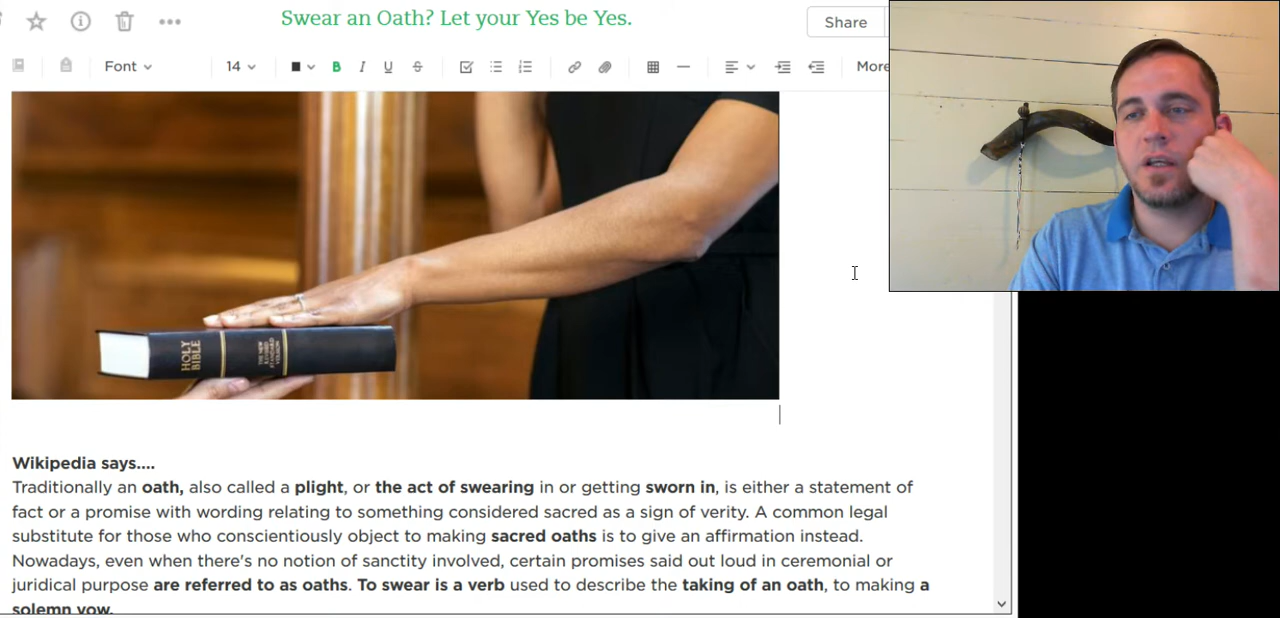 Swear an Oath? Let your Yes be Yes.
Share
Font 14 B I U S More
HOLY BIBLE
THE NEW REVISED STANDARD VERSION
Wikipedia says....
Traditionally an oath, also called a plight, or the act of swearing in or getting sworn in, is either a statement of
fact or a promise with wording relating to something considered sacred as a sign of verity. A common legal
substitute for those who conscientiously object to making sacred oaths is to give an affirmation instead.
Nowadays, even when there's no notion of sanctity involved, certain promises said out loud in ceremonial or
juridical purpose are referred to as oaths. To swear is a verb used to describe the taking of an oath, to making a
solemn vow.